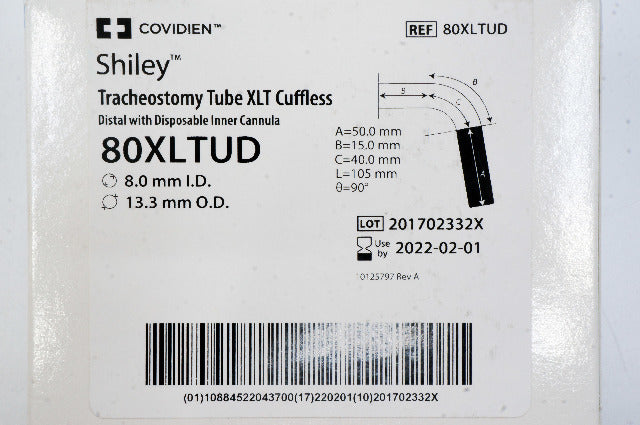 COVIDIEN™
REF 80XLTUD
Shiley™
Tracheostomy Tube XLT Cuffless
Distal with Disposable Inner Cannula
80XLTUD
8.0 mm I.D.
13.3 mm O.D.
B
B
C
A
A=50.0 mm
B=15.0 mm
C=40.0 mm
L=105 mm
θ=90°
LOT 201702332X
Use by 2022-02-01
10125797 Rev A
(01)10884522043700(17)220201(10)201702332X